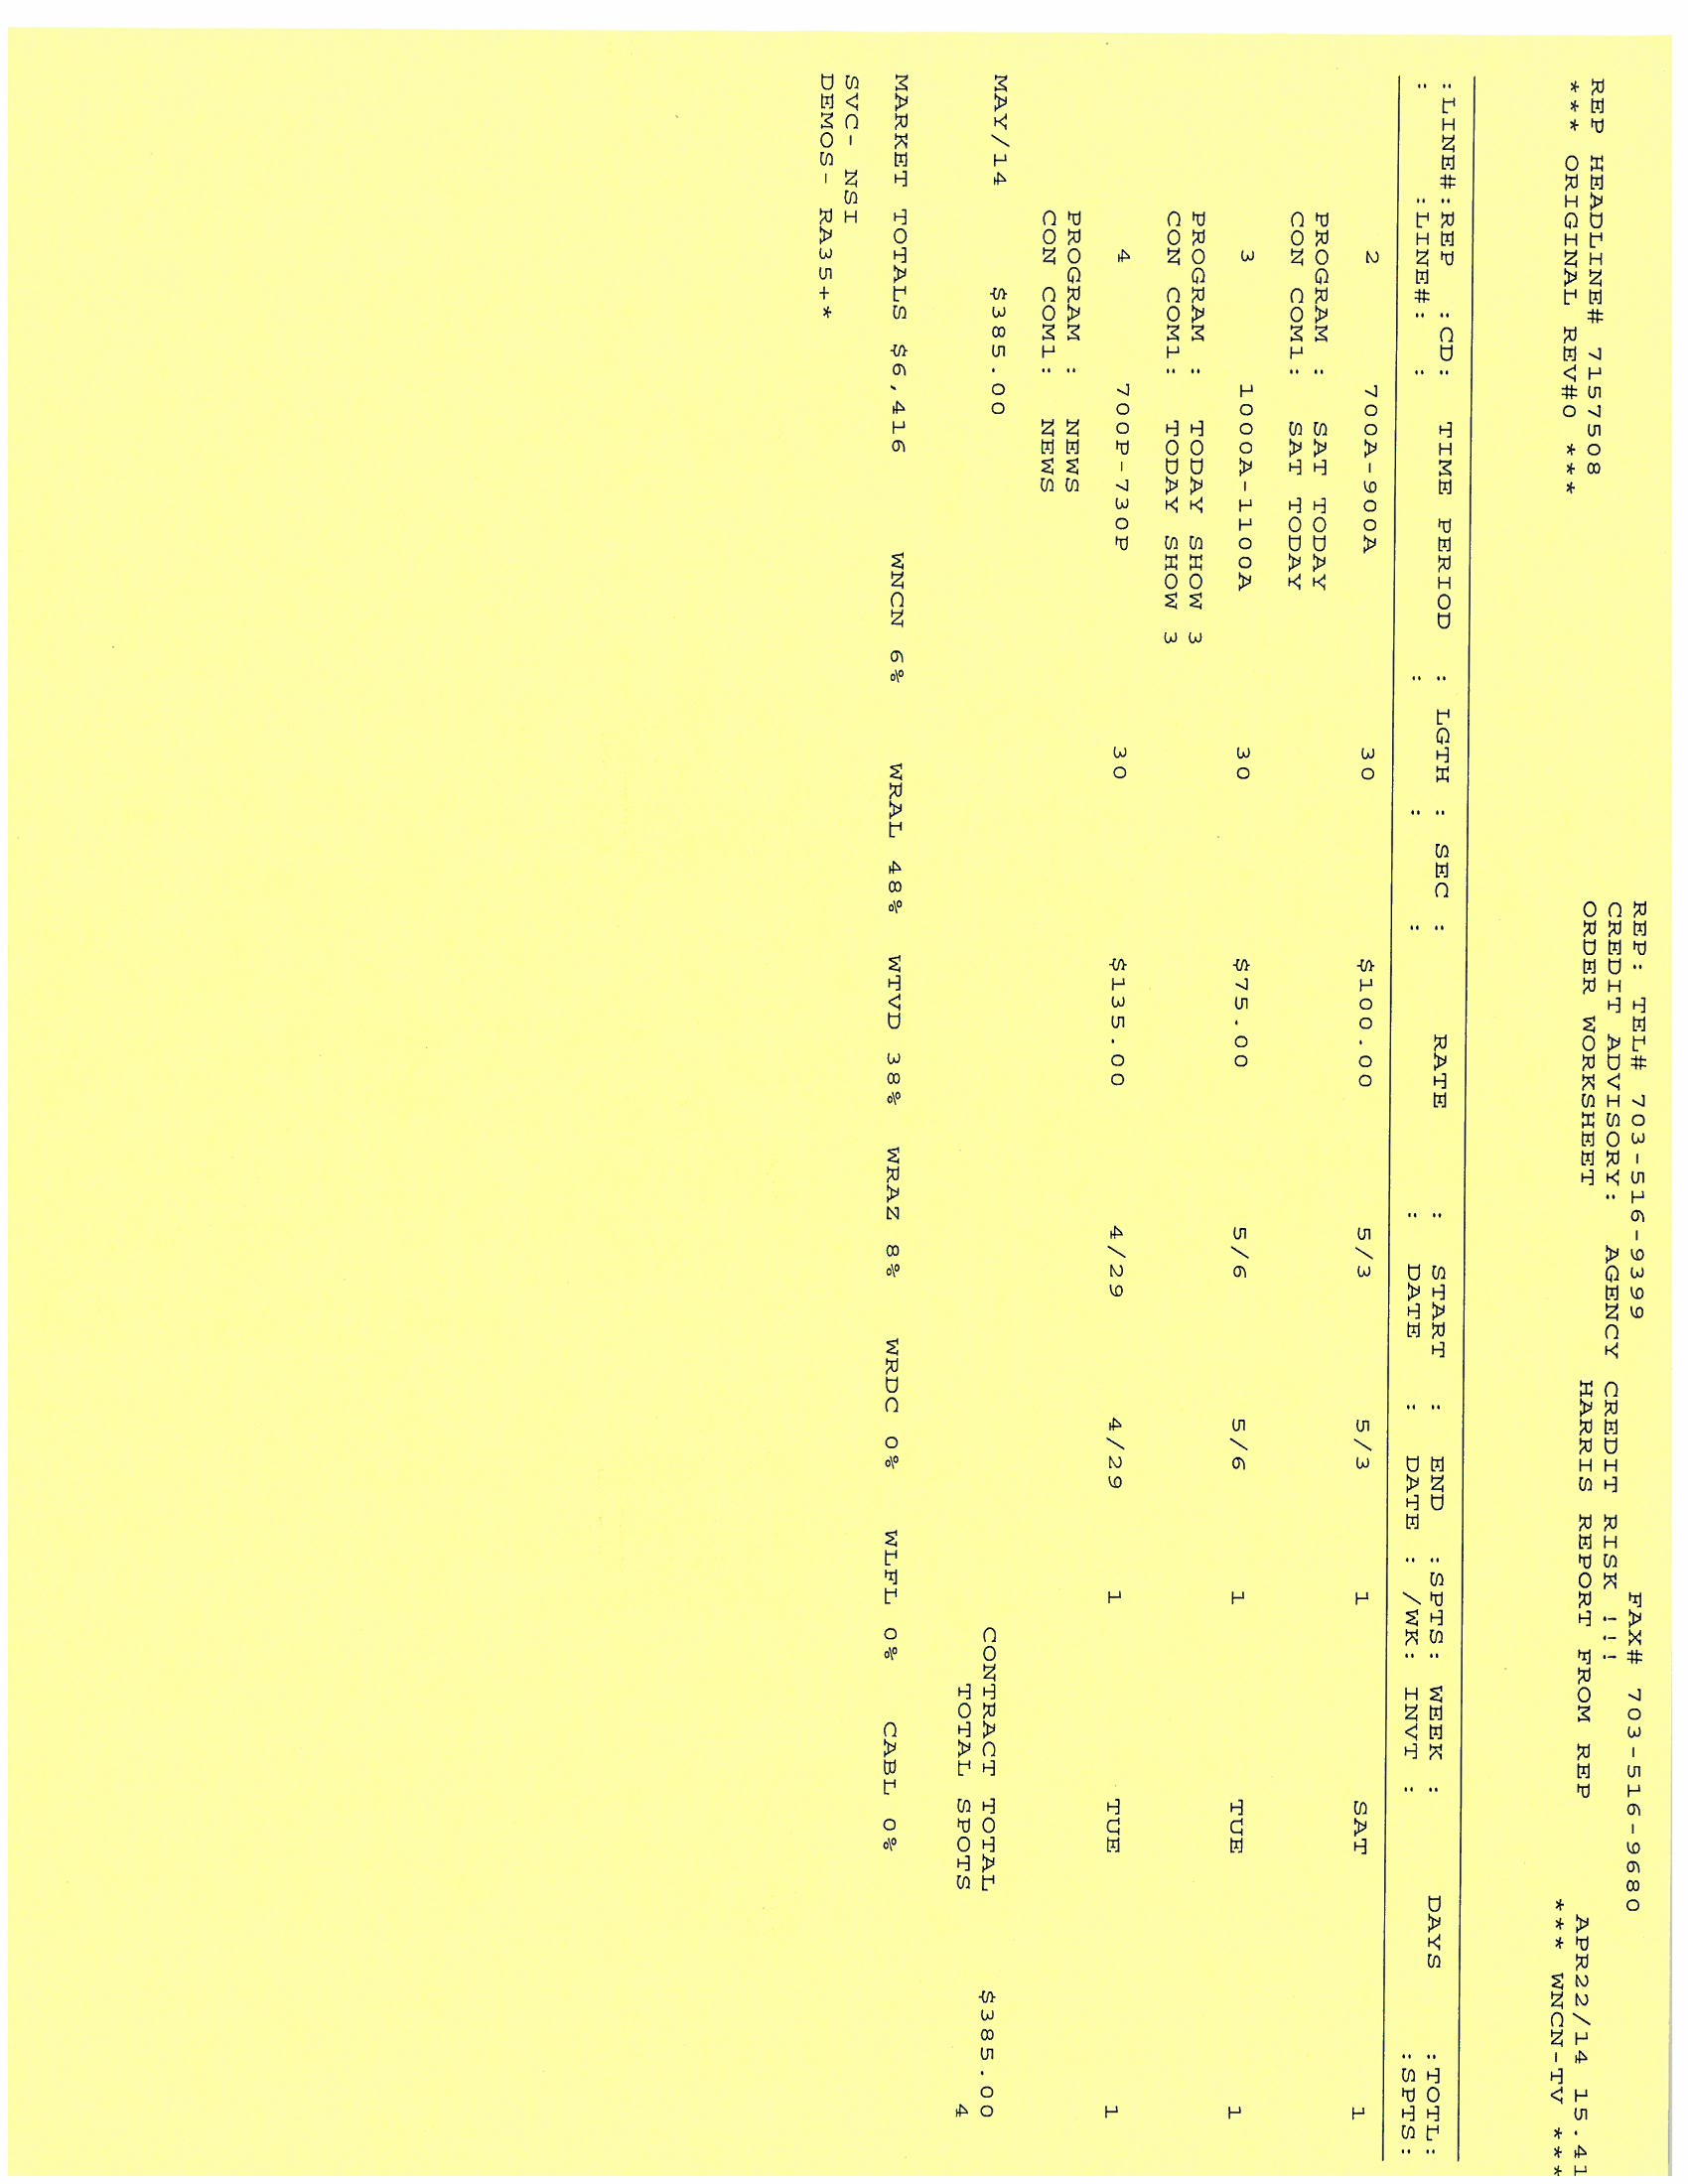 REP: TEL# 703-516-9399 FAX# 703-516-9680
CREDIT ADVISORY: AGENCY CREDIT RISK !!!
REP HEADLINE# 7157508 ORDER WORKSHEET HARRIS REPORT FROM REP APR22/14 15.41
*** ORIGINAL REV#0 *** *** WNCN-TV ***
:LINE#:REP :CD: TIME PERIOD : LGTH : SEC : RATE : START : END :SPTS: WEEK : DAYS :TOTL:
: :LINE#: : : : : : DATE : DATE : /WK: INVT : :SPTS:
2 700A-900A 30 $100.00 5/3 5/3 1 SAT 1
PROGRAM : SAT TODAY
CON COM1: SAT TODAY
3 1000A-1100A 30 $75.00 5/6 5/6 1 TUE 1
PROGRAM : TODAY SHOW 3
CON COM1: TODAY SHOW 3
4 700P-730P 30 $135.00 4/29 4/29 1 TUE 1
PROGRAM : NEWS
CON COM1: NEWS
MAY/14 $385.00 CONTRACT TOTAL $385.00
TOTAL SPOTS 4
MARKET TOTALS $6,416 WNCN 6% WRAL 48% WTVD 38% WRAZ 8% WRDC 0% WLFL 0% CABL 0%
SVC- NSI
DEMOS- RA35+*